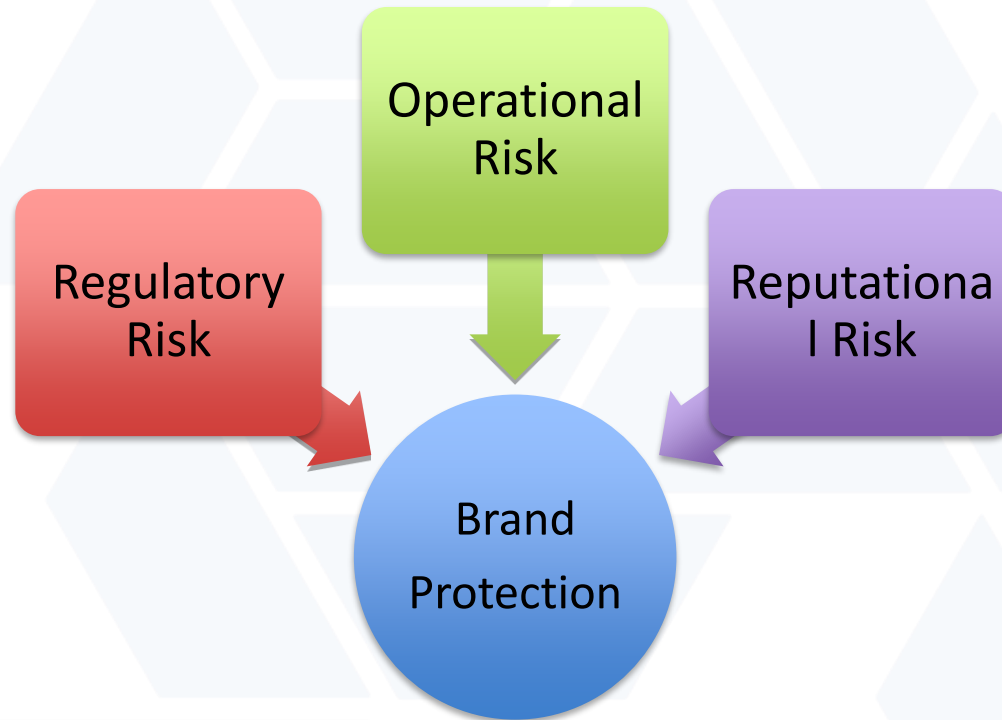 Operational
Risk
Regulatory
Risk
Reputationa
l Risk
Brand
Protection